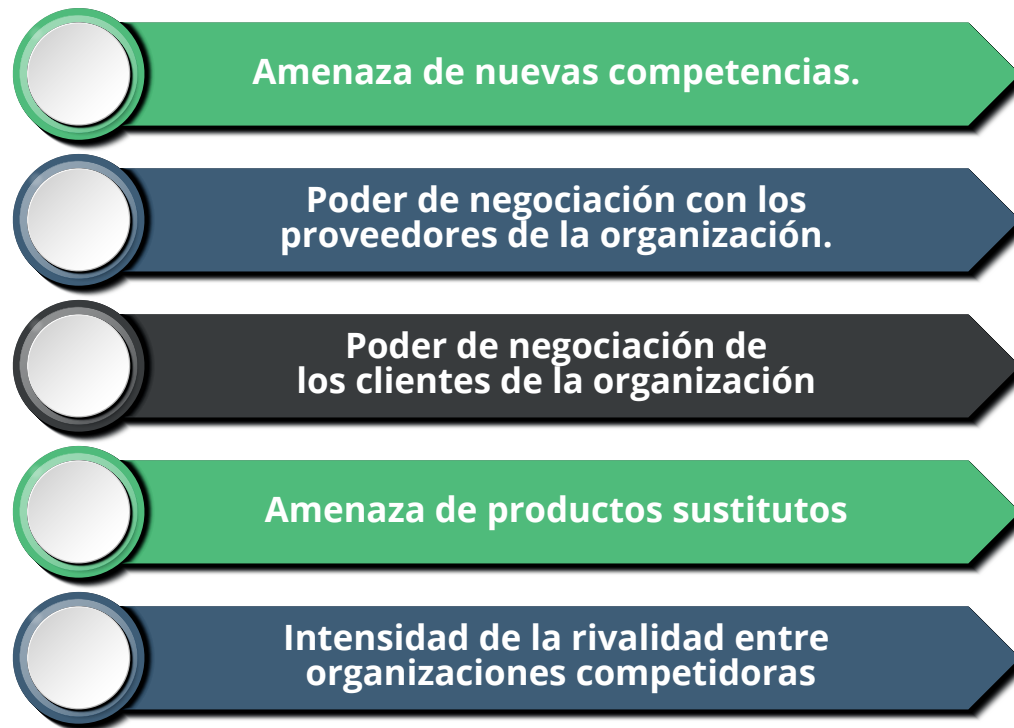 Amenaza de nuevas competencias.
Poder de negociación con los
proveedores de la organización.
Poder de negociación de
los clientes de la organización
Amenaza de productos sustitutos
Intensidad de la rivalidad entre
organizaciones competidoras